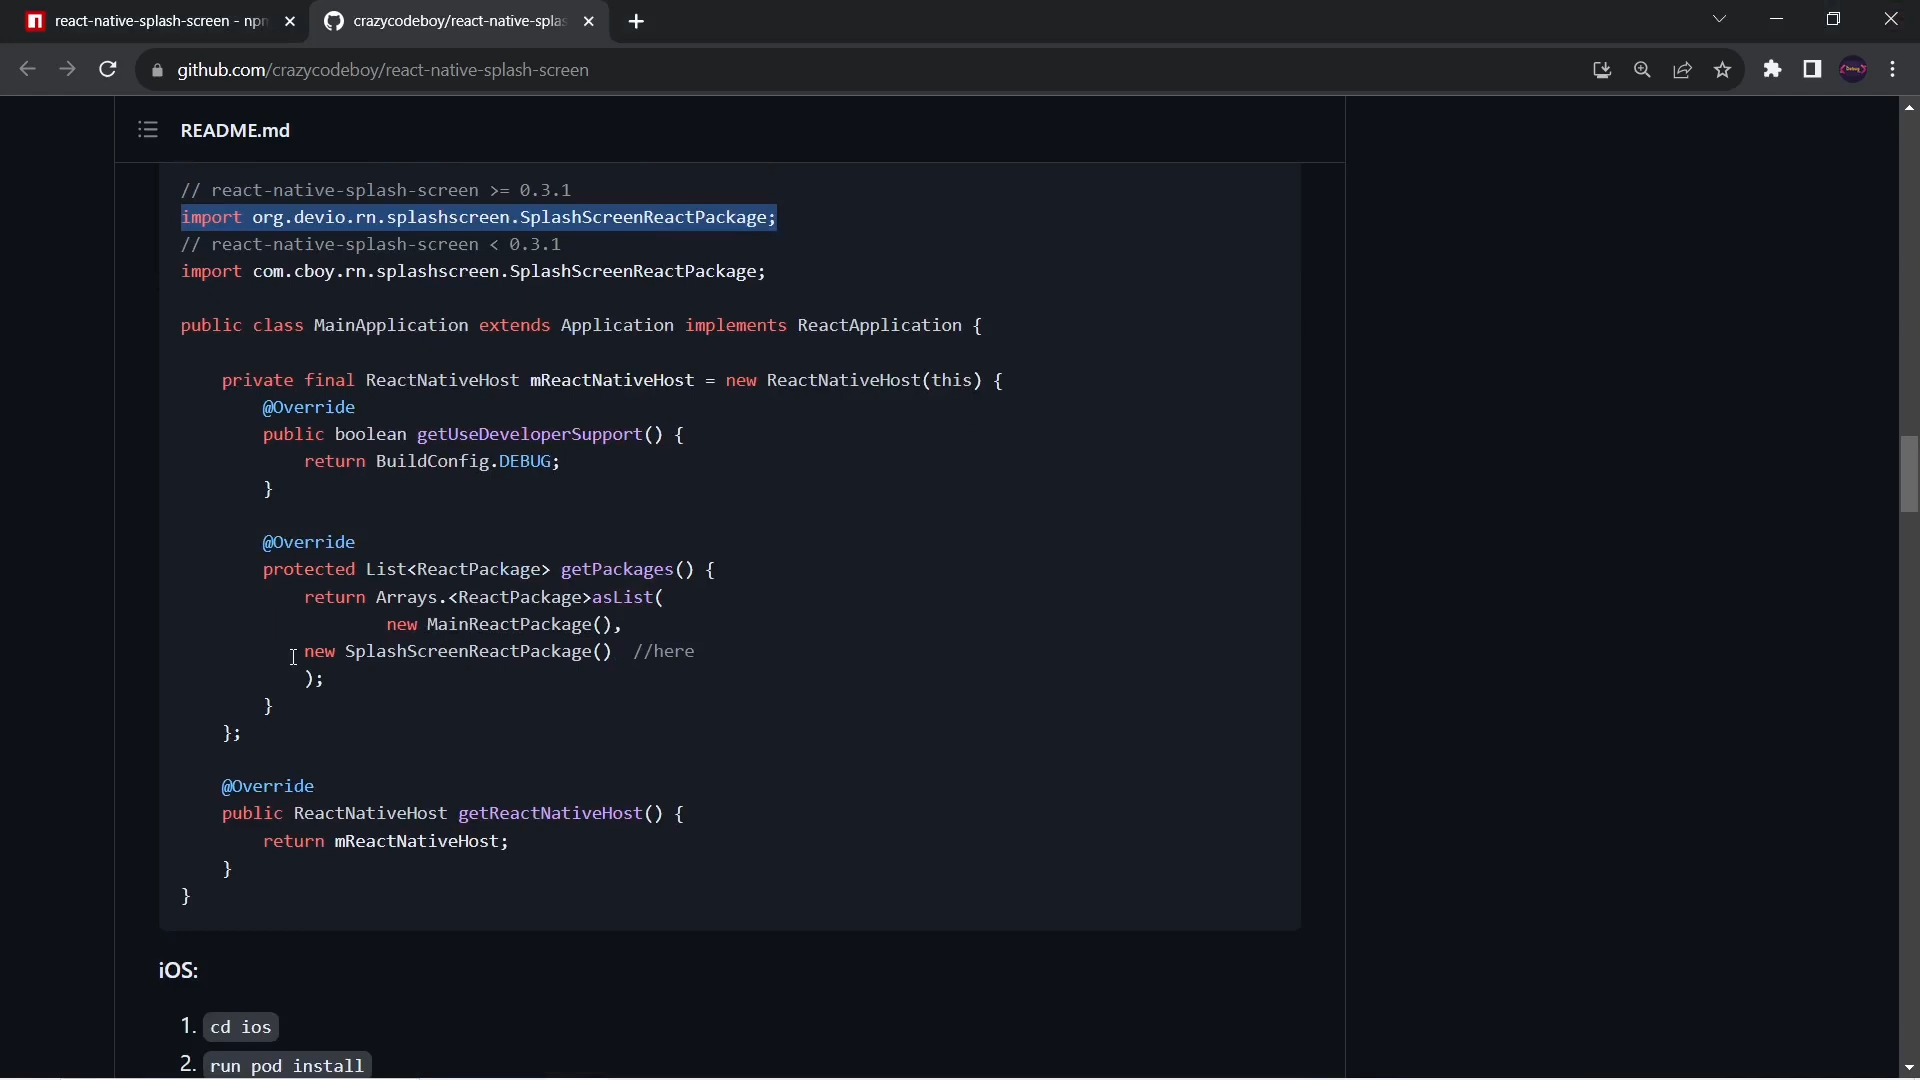 react-native-splash-screen - npm
crazycodeboy/react-native-splas
github.com/crazycodeboy/react-native-splash-screen
README.md
// react-native-splash-screen >= 0.3.1
import org.devio.rn.splashscreen.SplashScreenReactPackage;
// react-native-splash-screen < 0.3.1
import com.cboy.rn.splashscreen.SplashScreenReactPackage;
public class MainApplication extends Application implements ReactApplication {
private final ReactNativeHost mReactNativeHost = new ReactNativeHost(this) {
@Override
public boolean getUseDeveloperSupport() {
return BuildConfig.DEBUG;
}
@Override
protected List<ReactPackage> getPackages() {
return Arrays.<ReactPackage>asList(
new MainReactPackage(),
new SplashScreenReactPackage()  //here
);
}
};
@Override
public ReactNativeHost getReactNativeHost() {
return mReactNativeHost;
}
}
iOS:
1. cd ios
2. run pod install